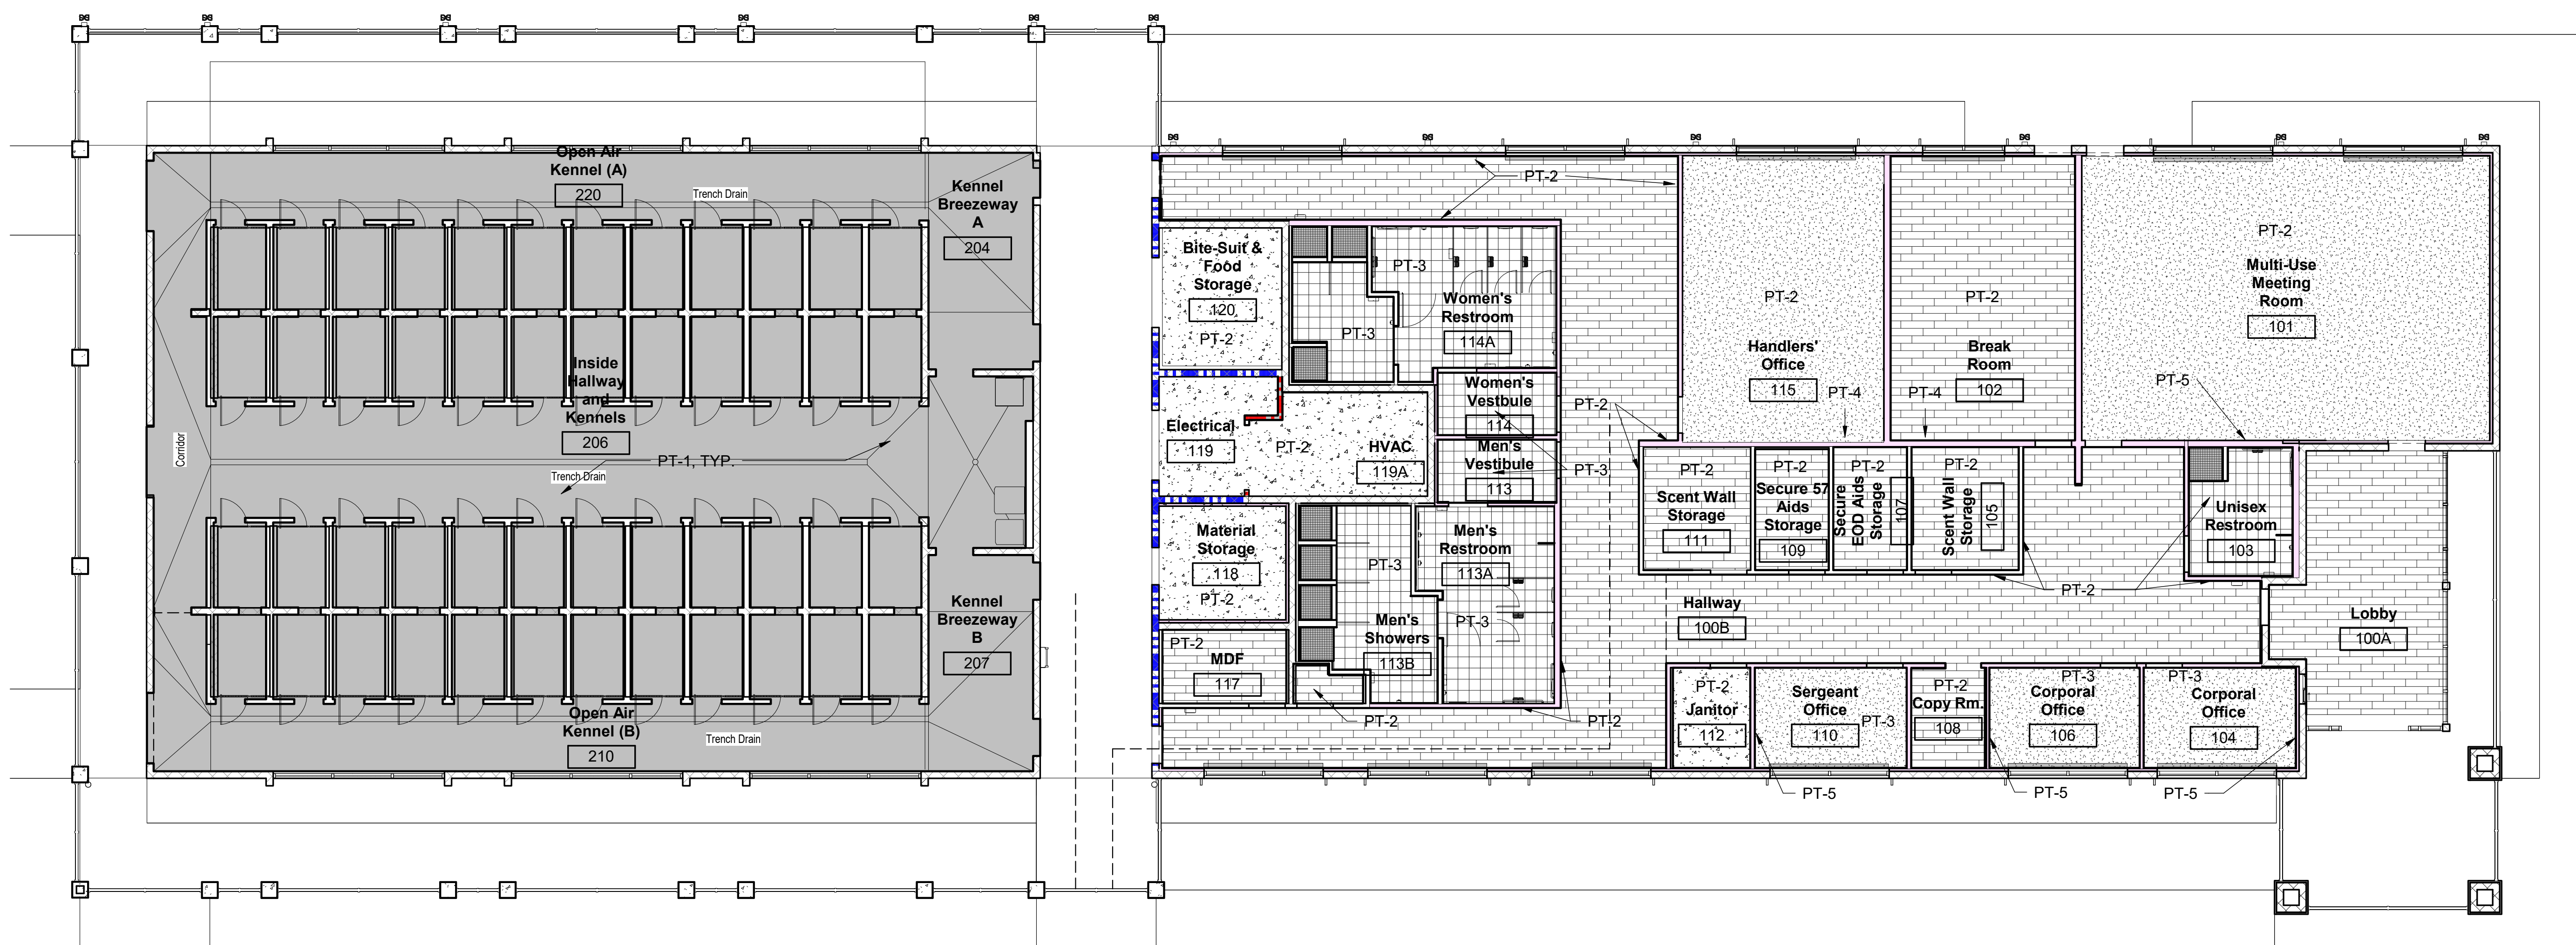 Open Air
Kennel (A)
220
Trench Drain
Kennel
Breezeway
A
204
Inside
Hallway
and
Kennels
206
Corridor
PT-1, TYP.
Trench Drain
Kennel
Breezeway
B
207
Open Air
Kennel (B)
210
Trench Drain
PT-2
Bite-Suit &
Food
Storage
120
PT-2
PT-3
PT-3
Women's
Restroom
114A
Women's
Vestbule
114
Electrical
119
PT-2
HVAC
119A
Men's
Vestibule
113
PT-3
PT-2
Material
Storage
118
PT-2
PT-2
MDF
117
PT-3
Men's
Restroom
113A
PT-3
Men's
Showers
113B
PT-2
PT-2
PT-2
Handlers'
Office
115
PT-4
PT-2
Break
Room
102
PT-4
PT-2
Multi-Use
Meeting
Room
101
PT-5
PT-2
Scent Wall
Storage
111
PT-2
Secure 57
Aids
Storage
109
PT-2
Secure
EOD Aids
Storage
107
PT-2
Scent Wall
Storage
105
Unisex
Restroom
103
PT-2
Hallway
100B
Lobby
100A
PT-2
Janitor
112
Sergeant
Office
PT-3
110
PT-2
Copy Rm.
108
PT-3
Corporal
Office
106
PT-3
Corporal
Office
104
PT-5
PT-5
PT-5